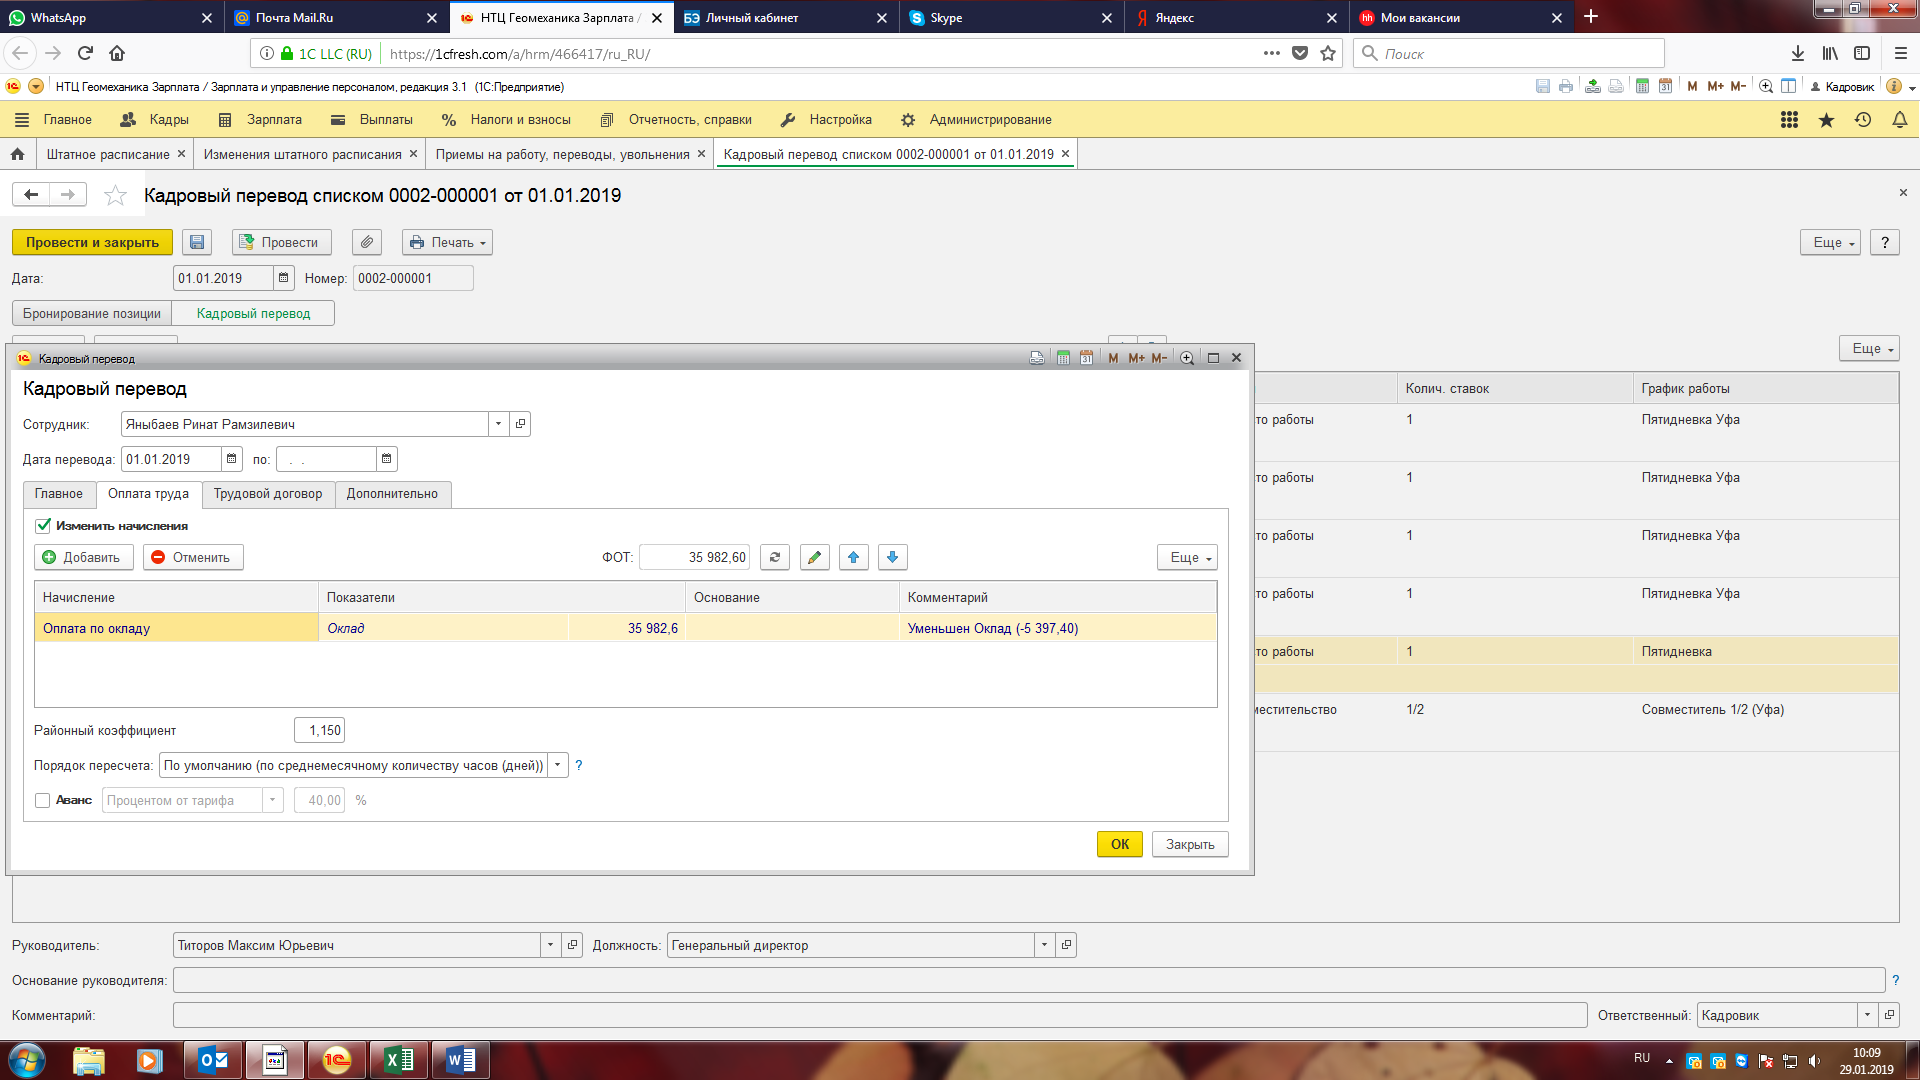 WhatsApp
Почта Mail.Ru
НТЦ Геомеханика Зарплата /
Личный кабинет
Skype
Яндекс
Мои вакансии
1C LLC (RU)
https://1cfresh.com/a/hrm/466417/ru_RU/
Поиск
НТЦ Геомеханика Зарплата / Зарплата и управление персоналом, редакция 3.1 (1С:Предприятие)
M M+ M-
Кадровик
Главное
Кадры
Зарплата
Выплаты
Налоги и взносы
Отчетность, справки
Настройка
Администрирование
Штатное расписание
Изменения штатного расписания
Приемы на работу, переводы, увольнения
Кадровый перевод списком 0002-000001 от 01.01.2019
Кадровый перевод списком 0002-000001 от 01.01.2019
Провести и закрыть
Провести
Печать
Еще
?
Дата:
01.01.2019
Номер:
0002-000001
Бронирование позиции
Кадровый перевод
Еще
Колич. ставок
График работы
то работы
1
Пятидневка Уфа
то работы
1
Пятидневка Уфа
то работы
1
Пятидневка Уфа
то работы
1
Пятидневка Уфа
то работы
1
Пятидневка
местительство
1/2
Совместитель 1/2 (Уфа)
Кадровый перевод
M M+ M-
Кадровый перевод
Сотрудник:
Яныбаев Ринат Рамзилевич
Дата перевода:
01.01.2019
по:
. .
Главное
Оплата труда
Трудовой договор
Дополнительно
Изменить начисления
Добавить
Отменить
ФОТ:
35 982,60
Еще
Начисление
Показатели
Основание
Комментарий
Оплата по окладу
Оклад
35 982,6
Уменьшен Оклад (-5 397,40)
Районный коэффициент
1,150
Порядок пересчета:
По умолчанию (по среднемесячному количеству часов (дней))
?
Аванс
Процентом от тарифа
40,00
%
ОК
Закрыть
Руководитель:
Титоров Максим Юрьевич
Должность:
Генеральный директор
Основание руководителя:
?
Комментарий:
Ответственный:
Кадровик
RU
10:09
29.01.2019